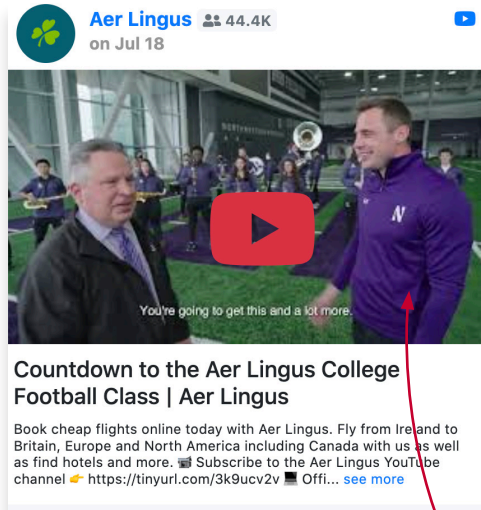 Aer Lingus 44.4K
on Jul 18
NORTHWESTERN
N
You're going to get this and a lot more.
Countdown to the Aer Lingus College
Football Class | Aer Lingus
Book cheap flights online today with Aer Lingus. Fly from Ireland to
Britain, Europe and North America including Canada with us as well
as find hotels and more. 📹 Subscribe to the Aer Lingus YouTube
channel 👉 https://tinyurl.com/3k9ucv2v 💻 Offi... see more